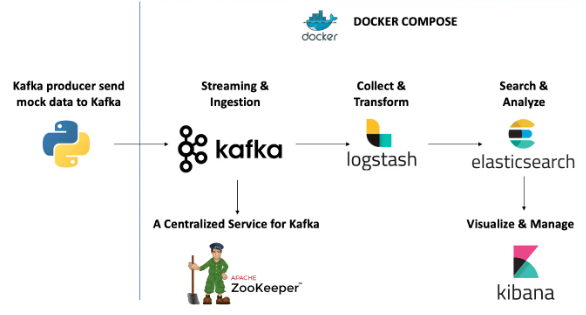 DOCKER COMPOSE
docker
Kafka producer send
mock data to Kafka
Streaming &
Ingestion
Collect &
Transform
Search &
Analyze
kafka
logstash
elasticsearch
A Centralized Service for Kafka
Visualize & Manage
APACHE
ZooKeeper™
kibana